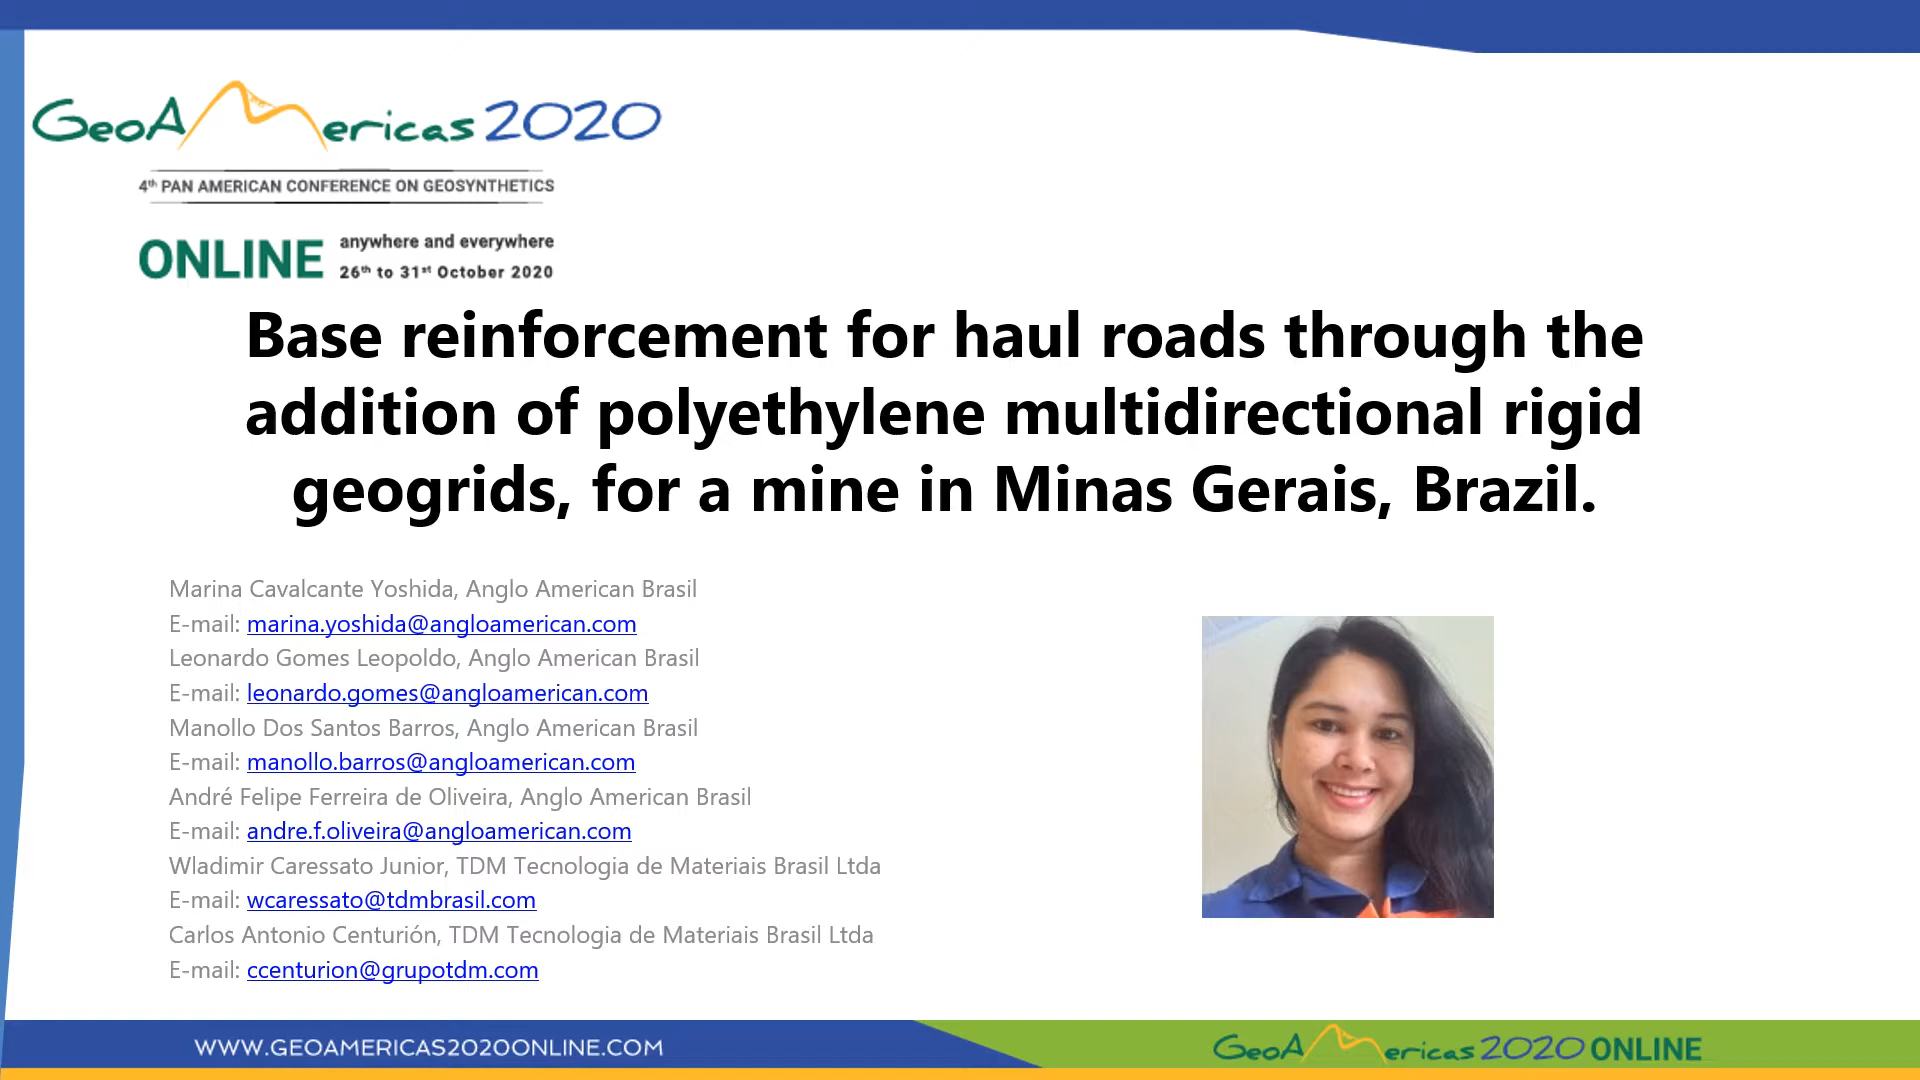 GeoAmericas 2020
4th PAN AMERICAN CONFERENCE ON GEOSYNTHETICS
ONLINE
anywhere and everywhere
26th to 31st October 2020
Base reinforcement for haul roads through the
addition of polyethylene multidirectional rigid
geogrids, for a mine in Minas Gerais, Brazil.
Marina Cavalcante Yoshida, Anglo American Brasil
E-mail: marina.yoshida@angloamerican.com
Leonardo Gomes Leopoldo, Anglo American Brasil
E-mail: leonardo.gomes@angloamerican.com
Manollo Dos Santos Barros, Anglo American Brasil
E-mail: manollo.barros@angloamerican.com
André Felipe Ferreira de Oliveira, Anglo American Brasil
E-mail: andre.f.oliveira@angloamerican.com
Wladimir Caressato Junior, TDM Tecnologia de Materiais Brasil Ltda
E-mail: wcaressato@tdmbrasil.com
Carlos Antonio Centurión, TDM Tecnologia de Materiais Brasil Ltda
E-mail: ccenturion@grupotdm.com
WWW.GEOAMERICAS2020ONLINE.COM
GeoAmericas 2020 ONLINE